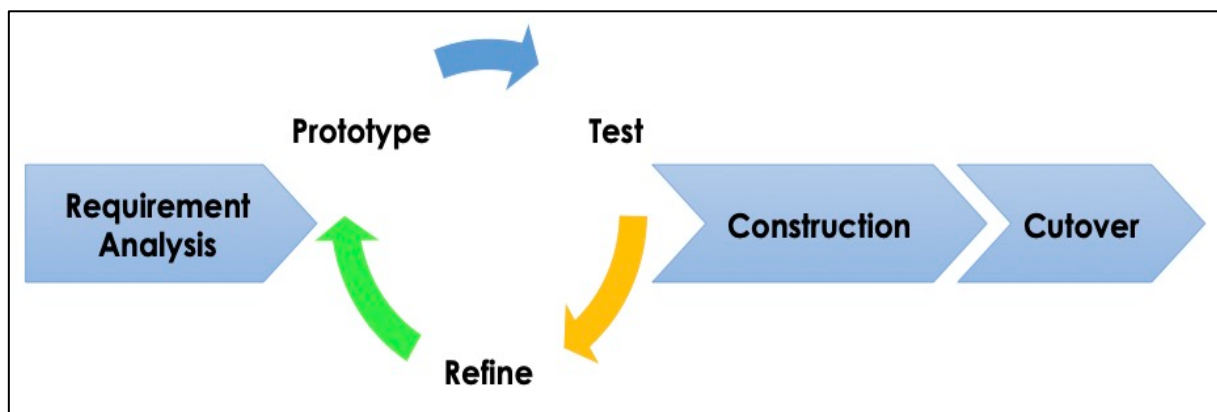 Prototype
Test
Requirement
Analysis
Construction
Cutover
Refine